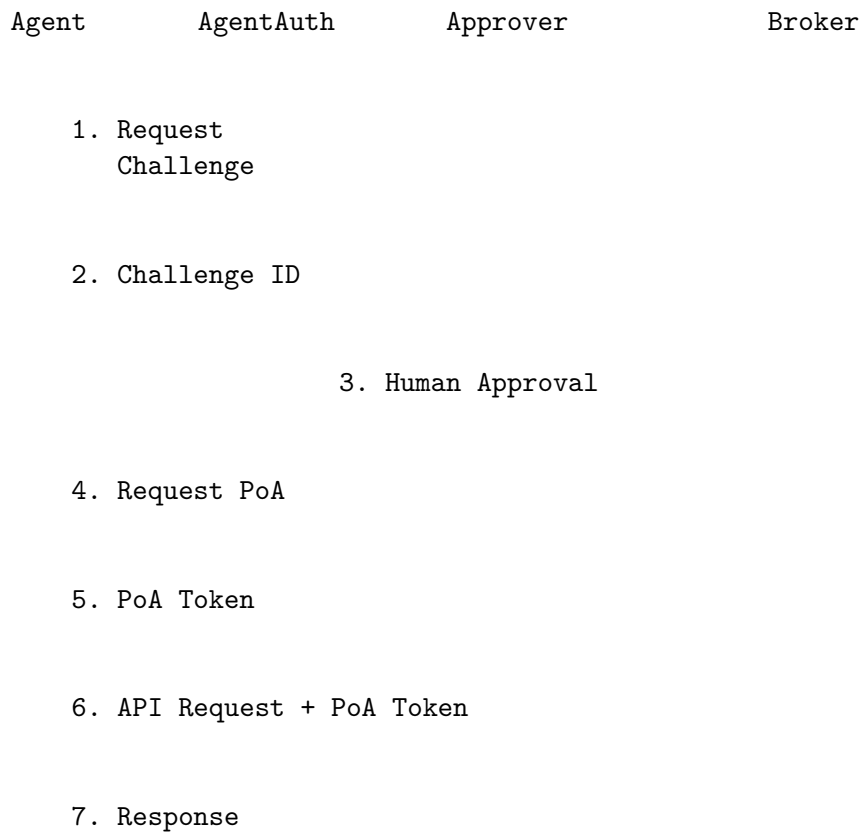 Agent AgentAuth Approver Broker
1. Request
Challenge
2. Challenge ID
3. Human Approval
4. Request PoA
5. PoA Token
6. API Request + PoA Token
7. Response